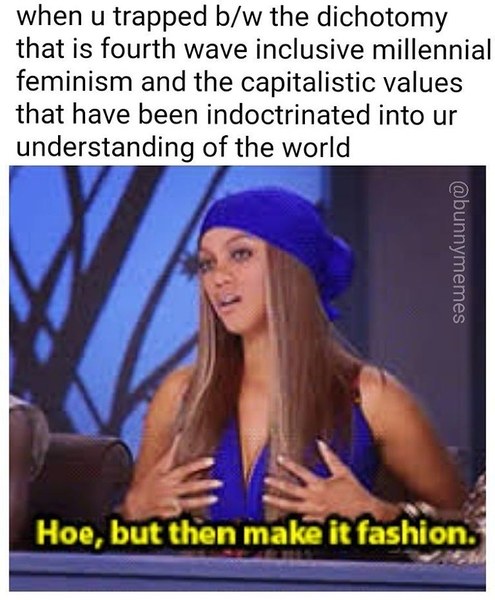 when u trapped b/w the dichotomy
that is fourth wave inclusive millennial
feminism and the capitalistic values
that have been indoctrinated into ur
understanding of the world
@bunnymemes
Hoe, but then make it fashion.